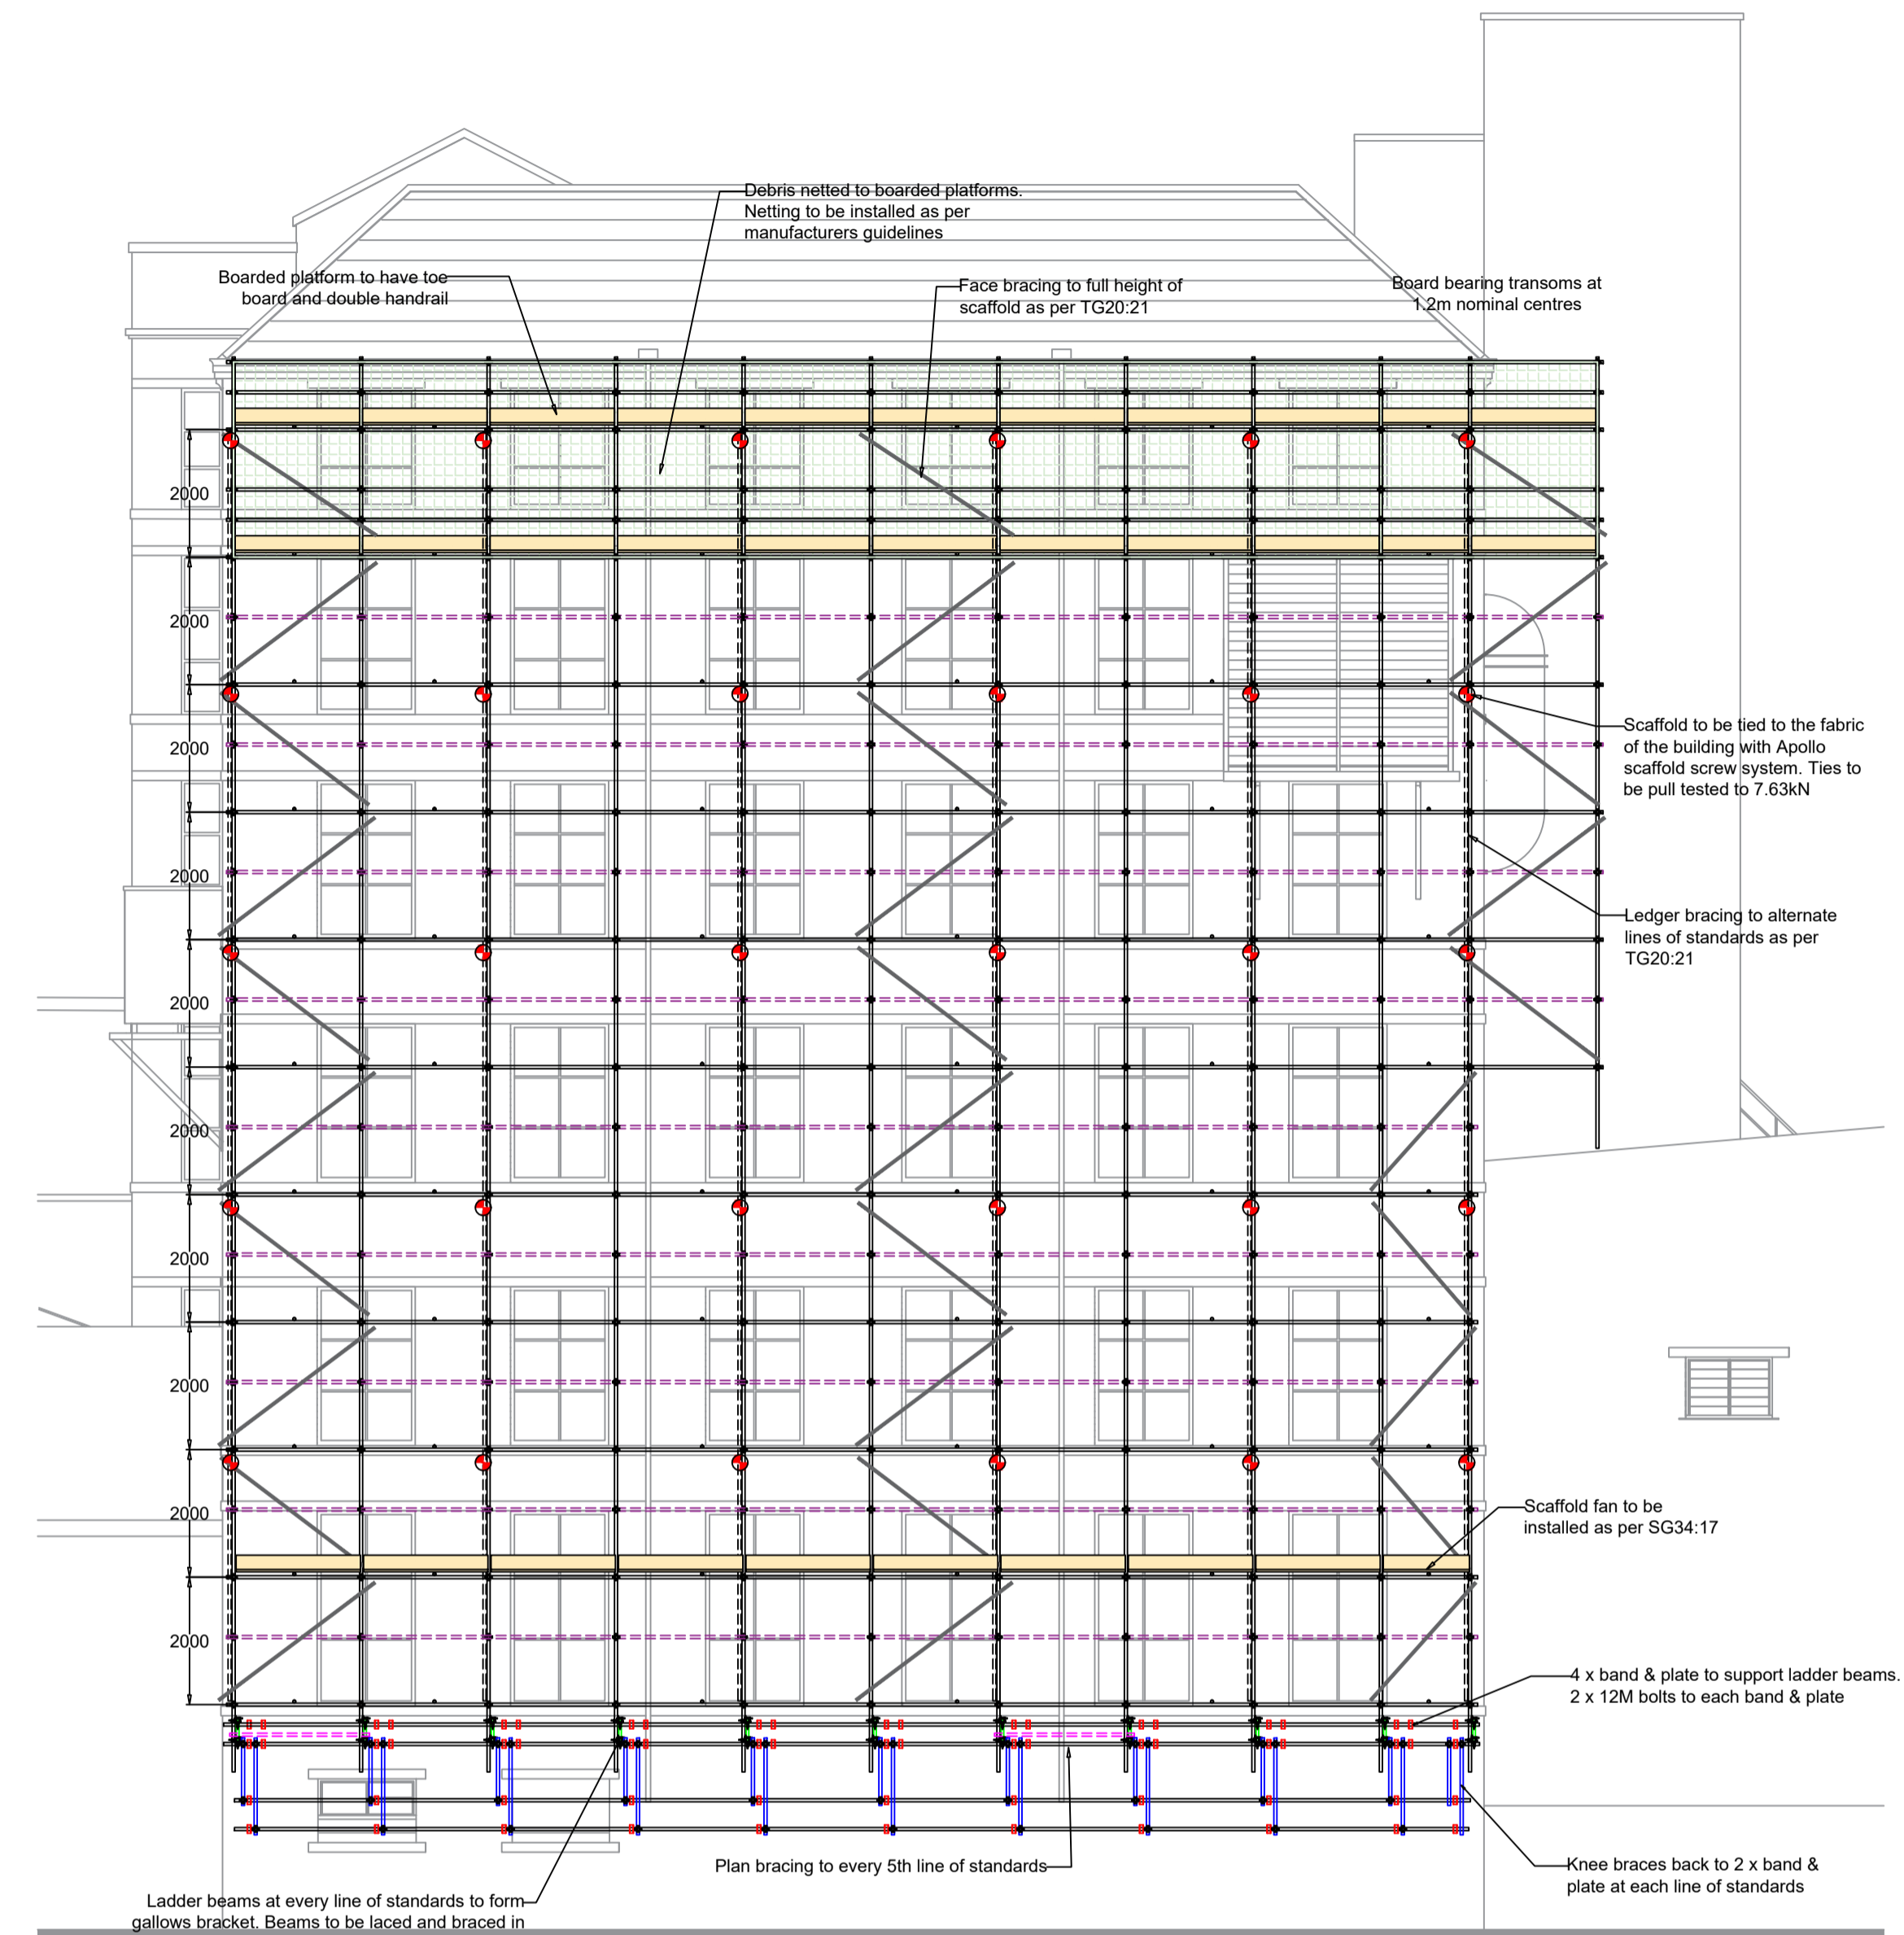 Debris netted to boarded platforms.
Netting to be installed as per
manufacturers guidelines
Boarded platform to have toe
board and double handrail
Face bracing to full height of
scaffold as per TG20:21
Board bearing transoms at
1.2m nominal centres
2000
2000
2000
Scaffold to be tied to the fabric
of the building with Apollo
scaffold screw system. Ties to
be pull tested to 7.63kN
2000
Ledger bracing to alternate
lines of standards as per
TG20:21
2000
2000
2000
2000
2000
Scaffold fan to be
installed as per SG34:17
2000
4 x band & plate to support ladder beams.
2 x 12M bolts to each band & plate
Plan bracing to every 5th line of standards
Knee braces back to 2 x band &
plate at each line of standards
Ladder beams at every line of standards to form
gallows bracket. Beams to be laced and braced in